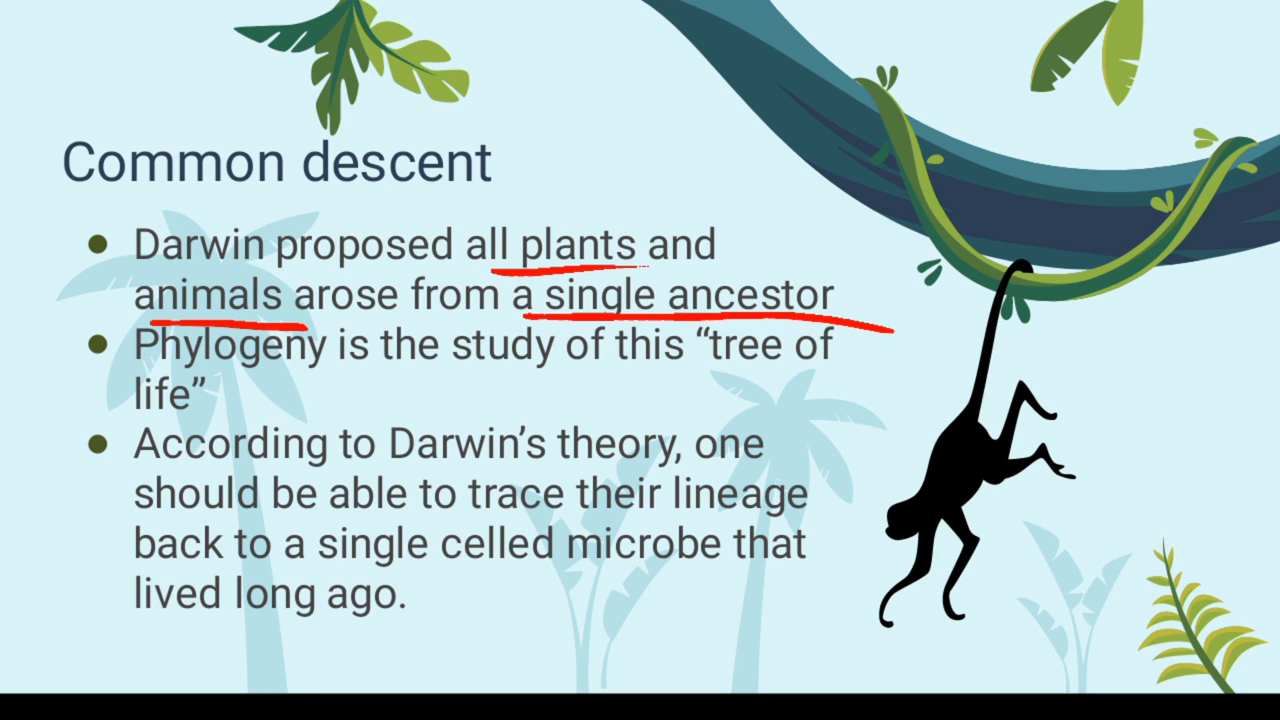 Common descent
● Darwin proposed all plants and
animals arose from a single ancestor
● Phylogeny is the study of this “tree of
life”
● According to Darwin’s theory, one
should be able to trace their lineage
back to a single celled microbe that
lived long ago.